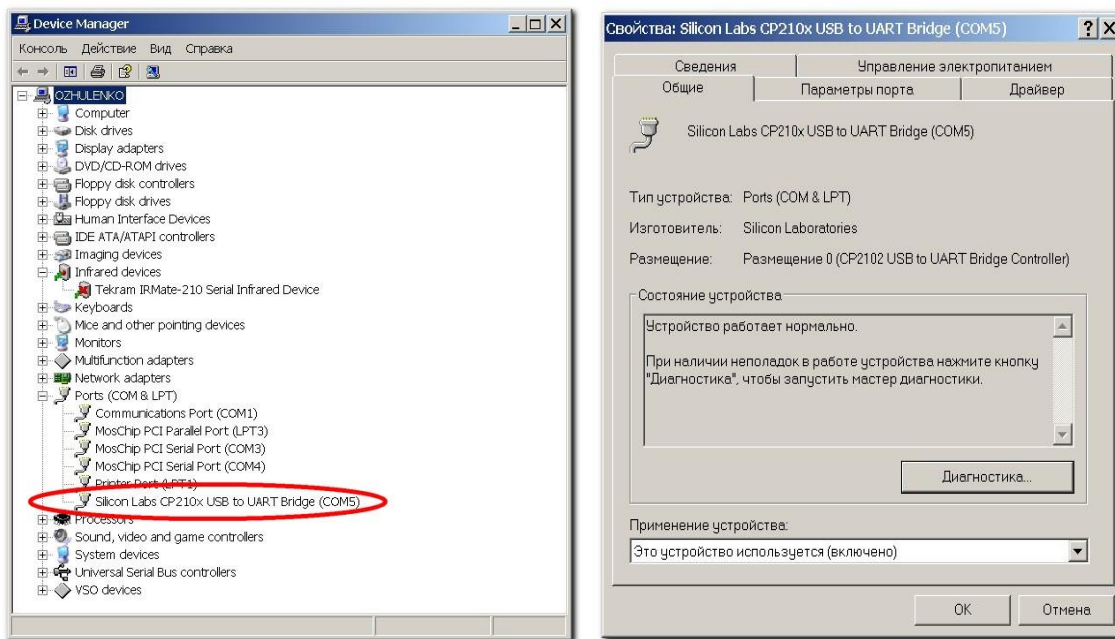 Device Manager
Консоль Действие Вид Справка
OZHULENKO
Computer
Disk drives
Display adapters
DVD/CD-ROM drives
Floppy disk controllers
Floppy disk drives
Human Interface Devices
IDE ATA/ATAPI controllers
Imaging devices
Infrared devices
Tekram IRMate-210 Serial Infrared Device
Keyboards
Mice and other pointing devices
Monitors
Multifunction adapters
Network adapters
Ports (COM & LPT)
Communications Port (COM1)
MosChip PCI Parallel Port (LPT3)
MosChip PCI Serial Port (COM3)
MosChip PCI Serial Port (COM4)
Printer Port (LPT1)
Silicon Labs CP210x USB to UART Bridge (COM5)
Processors
Sound, video and game controllers
System devices
Universal Serial Bus controllers
VSO devices
Свойства: Silicon Labs CP210x USB to UART Bridge (COM5)
Сведения Управление электропитанием
Общие Параметры порта Драйвер
Silicon Labs CP210x USB to UART Bridge (COM5)
Тип устройства: Ports (COM & LPT)
Изготовитель: Silicon Laboratories
Размещение: Размещение 0 (CP2102 USB to UART Bridge Controller)
Состояние устройства
Устройство работает нормально.
При наличии неполадок в работе устройства нажмите кнопку
"Диагностика", чтобы запустить мастер диагностики.
Диагностика...
Применение устройства:
Это устройство используется (включено)
OK Отмена